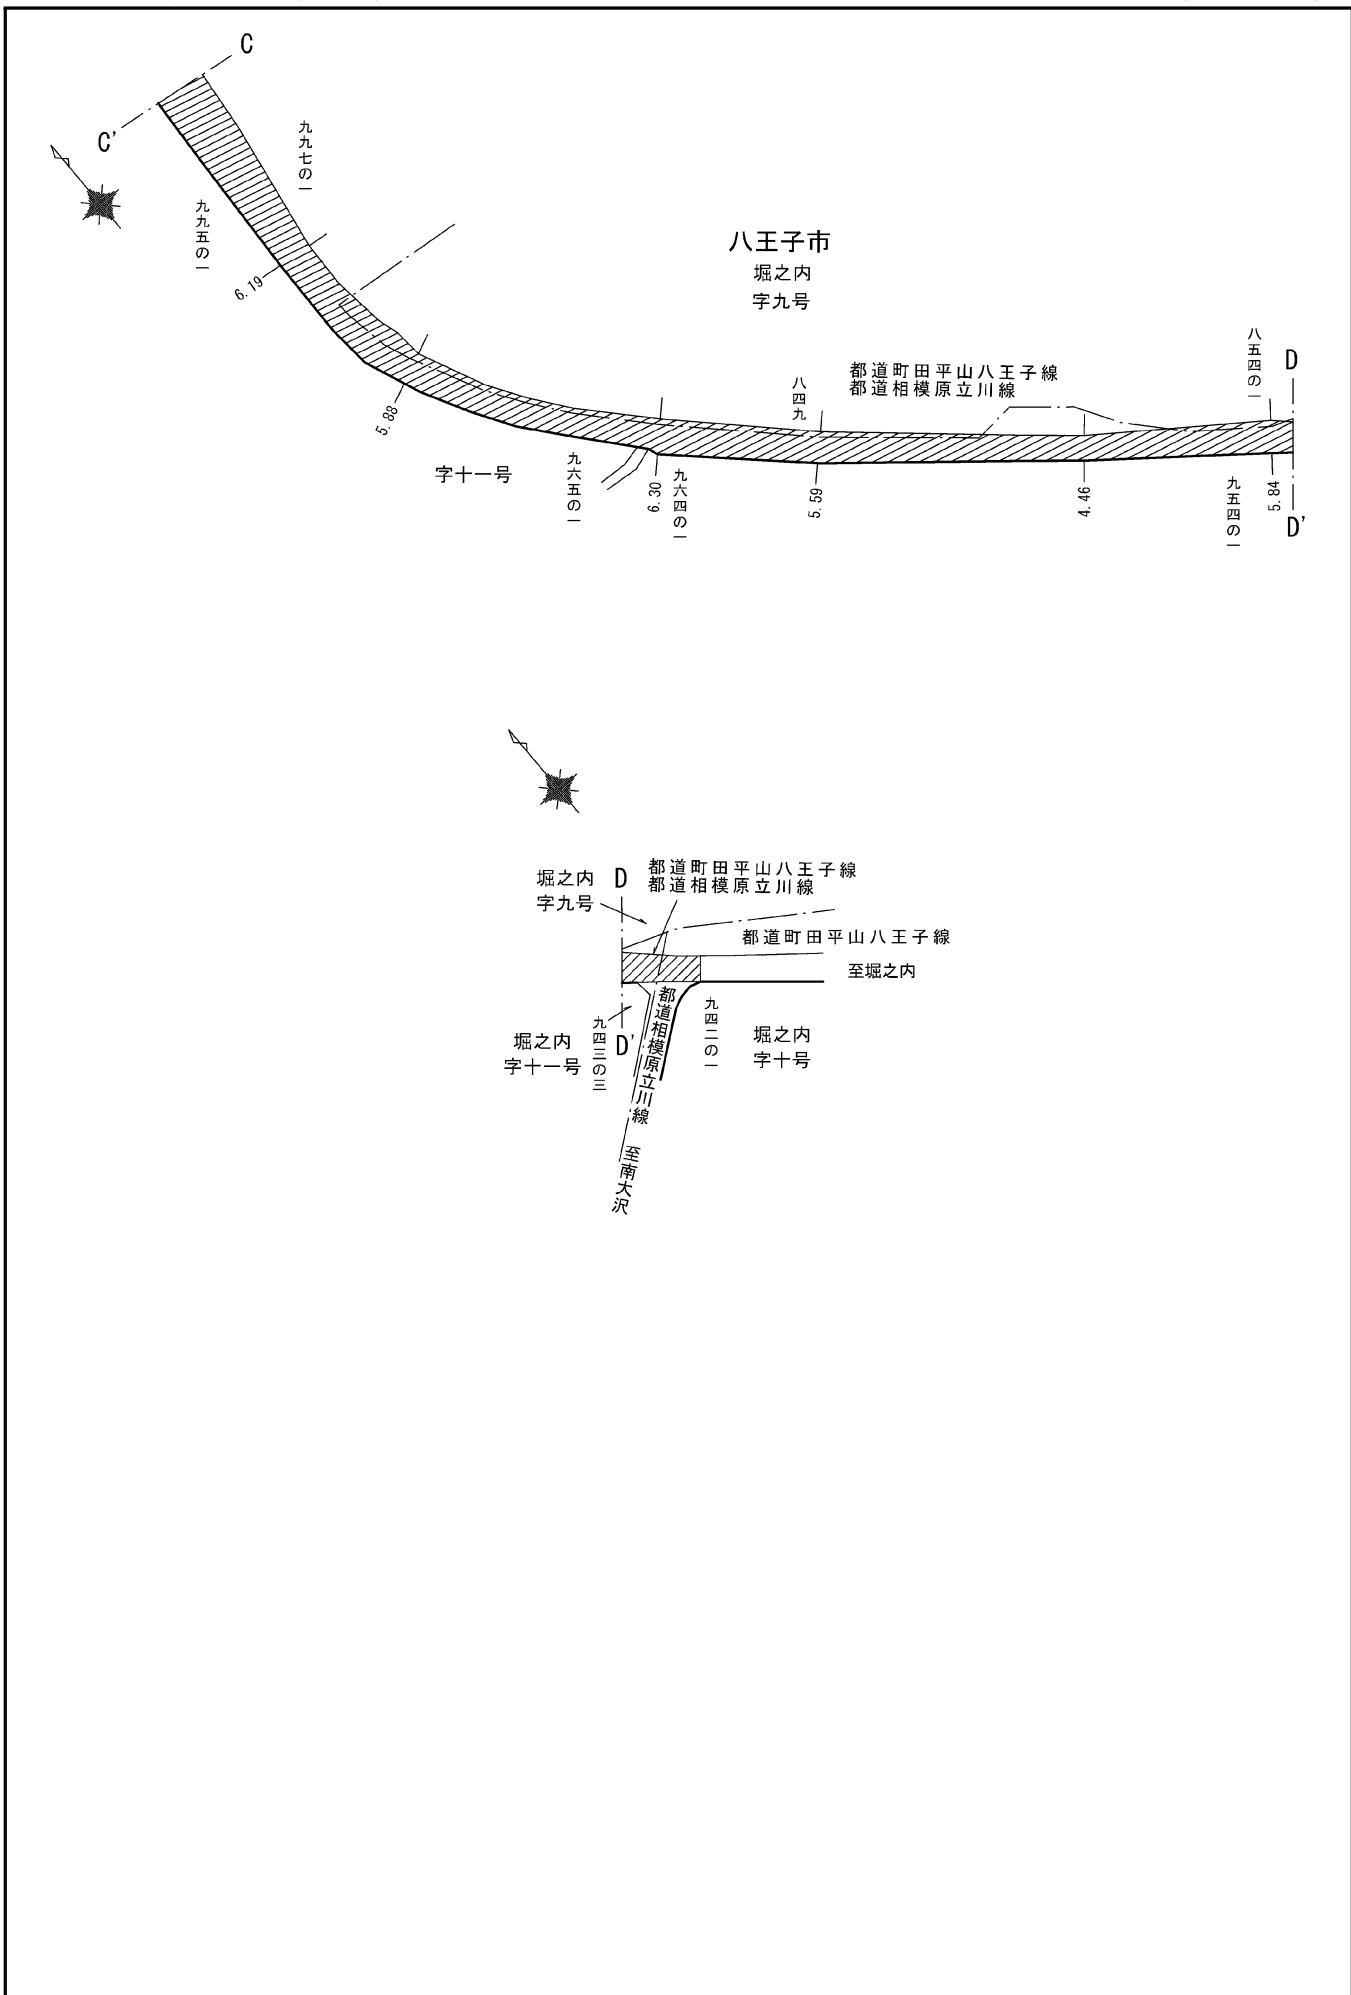 C
C'
九九七の一
九九五の一
6.19
八王子市
堀之内
字九号
5.88
字十一号
九六五の一
6.30
九六四の一
八四九
5.59
都道町田平山八王子線
都道相模原立川線
4.46
八五四の一
D
九五四の一
5.84
D'
堀之内
字九号
D
都道町田平山八王子線
都道相模原立川線
都道町田平山八王子線
至堀之内
堀之内
字十一号
九四三の三
D'
都道相模原立川線 至南大沢
九四二の一
堀之内
字十号